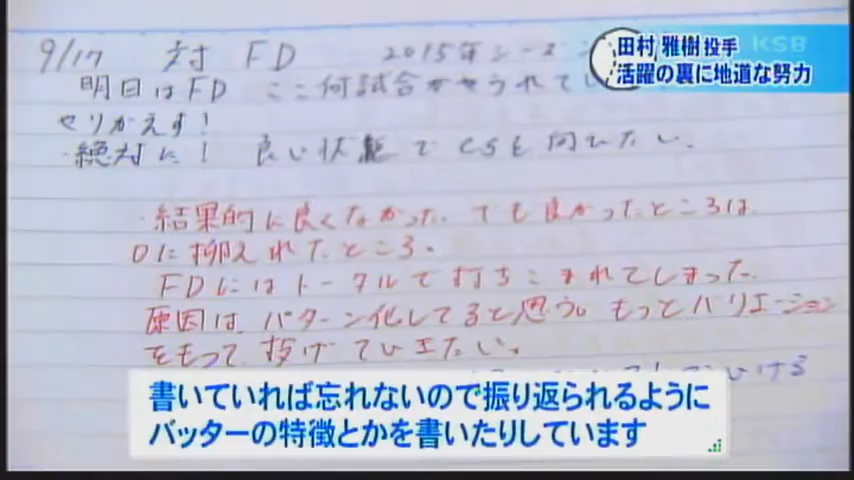 田村 雅樹 投手
KSB
活躍の裏に地道な努力
9/17 対 FD 2015年シーズン
明日はFD ここ何試合かやられてい
やりかえす!
・絶対に! 良い状態でCSも向いたい。
・結果的に良くなかった。でも良かったところは
0に抑えれたところ。
FDにはトータルで打ちこまれてしまった。
原因は、パターン化してると思う。もっとバリエーション
をもって投げていきたい。
いける
書いていれば忘れないので振り返られるように
バッターの特徴とかを書いたりしています